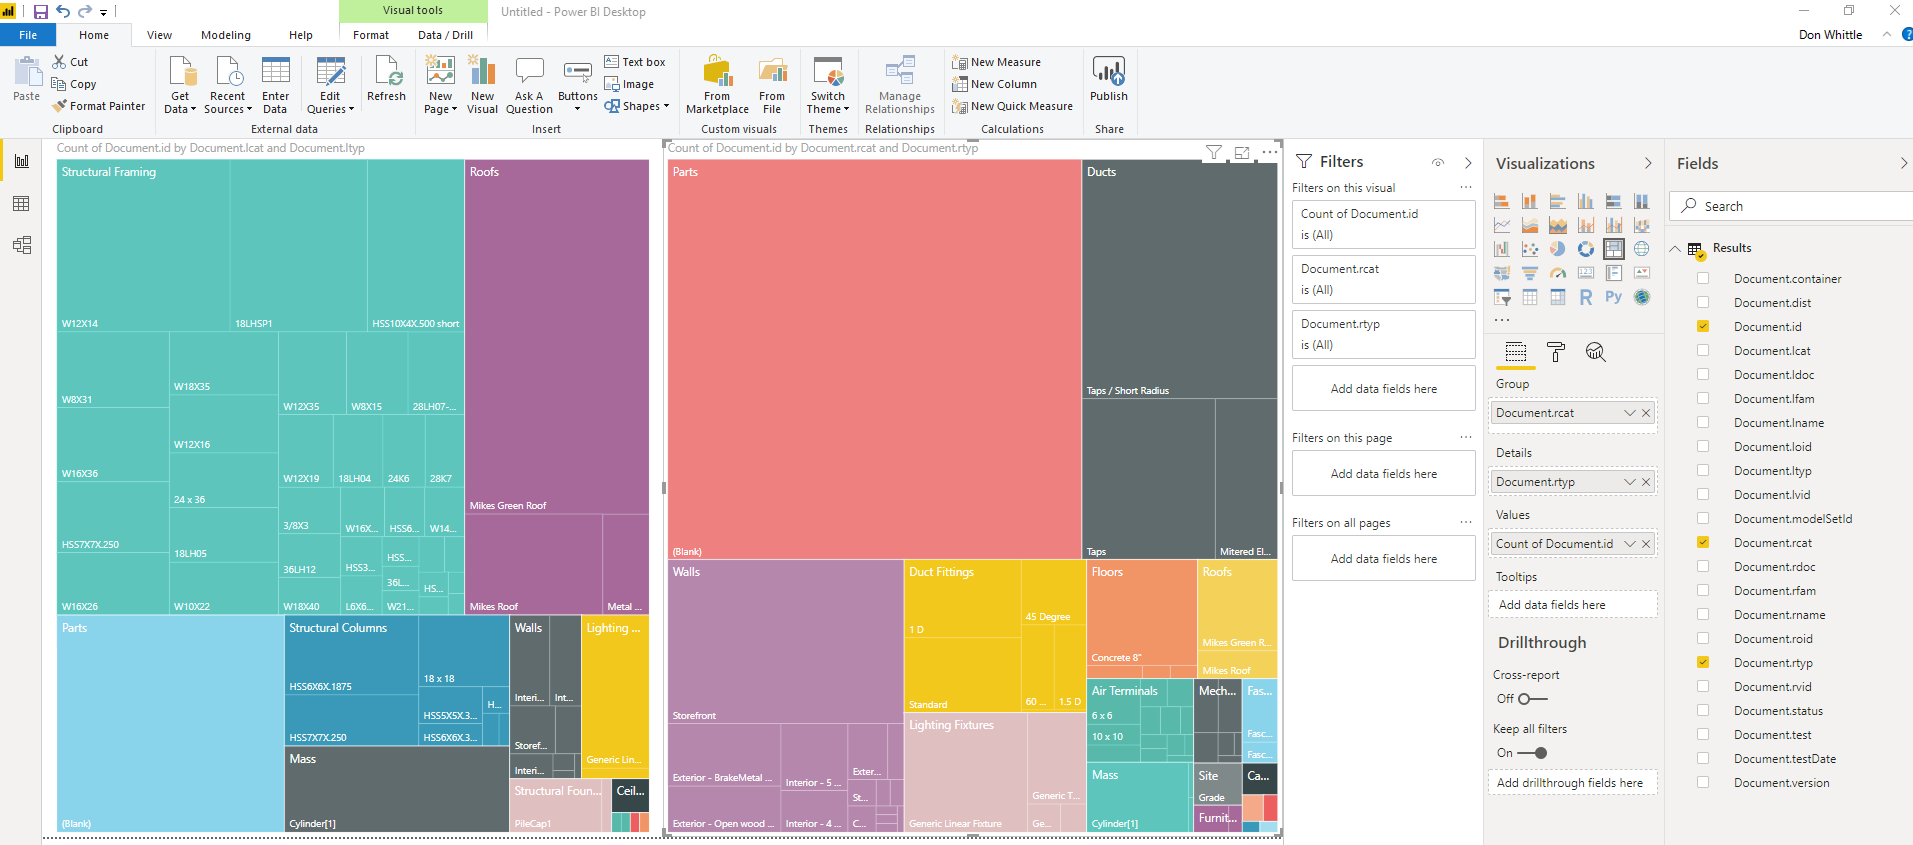 Visual tools
Untitled - Power BI Desktop
File
Home
View
Modeling
Help
Format
Data / Drill
Don Whittle
Paste
Cut
Copy
Format Painter
Clipboard
Get Data
Recent Sources
Enter Data
Edit Queries
Refresh
External data
New Page
New Visual
Ask A Question
Buttons
Text box
Image
Shapes
Insert
From Marketplace
From File
Custom visuals
Switch Theme
Themes
Manage Relationships
Relationships
New Measure
New Column
New Quick Measure
Calculations
Publish
Share
Count of Document.id by Document.lcat and Document.ltyp
Structural Framing
W12X14
18LHSP1
HSS10X4X.500 short
W8X31
W18X35
W12X35
W8X15
28LH07-...
W16X36
W12X16
W12X19
18LH04
24K6
28K7
HSS7X7X.250
24 x 36
3/8X3
W16X...
HSS6...
W14...
18LH05
36LH12
HSS3...
HSS...
36L...
HS...
W16X26
W10X22
W18X40
L6X6...
W21...
Roofs
Mikes Green Roof
Mikes Roof
Metal ...
Parts
(Blank)
Structural Columns
HSS6X6X.1875
18 x 18
HSS5X5X.3...
H...
HSS7X7X.250
HSS6X6X.3...
Mass
Cylinder[1]
Walls
Interi...
Int...
Storef...
Interi...
Lighting ...
Generic Lin...
Structural Foun...
PileCap1
Ceil...
Count of Document.id by Document.rcat and Document.rtyp
Parts
(Blank)
Ducts
Taps / Short Radius
Taps
Mitered El...
Walls
Storefront
Exterior - BrakeMetal ...
Interior - 5 ...
Exter...
St...
Exterior - Open wood ...
Interior - 4 ...
C...
Duct Fittings
1 D
45 Degree
Standard
60 ...
1.5 D
Lighting Fixtures
Generic T...
Generic Linear Fixture
Ge...
Floors
Concrete 8"
Roofs
Mikes Green R...
Mikes Roof
Air Terminals
6 x 6
10 x 10
Mech...
Fas...
Fasc...
Fasc...
Mass
Cylinder[1]
Site
Grade
Ca...
Furnit...
Filters
Filters on this visual
...
Count of Document.id
is (All)
Document.rcat
is (All)
Document.rtyp
is (All)
Add data fields here
Filters on this page
...
Add data fields here
Filters on all pages
...
Add data fields here
Visualizations
R
Py
...
Group
Document.rcat
Details
Document.rtyp
Values
Count of Document.id
Tooltips
Add data fields here
Drillthrough
Cross-report
Off
Keep all filters
On
Add drillthrough fields here
Fields
Search
Results
Document.container
Document.dist
Document.id
Document.lcat
Document.ldoc
Document.lfam
Document.lname
Document.loid
Document.ltyp
Document.lvid
Document.modelSetId
Document.rcat
Document.rdoc
Document.rfam
Document.rname
Document.roid
Document.rtyp
Document.rvid
Document.status
Document.test
Document.testDate
Document.version